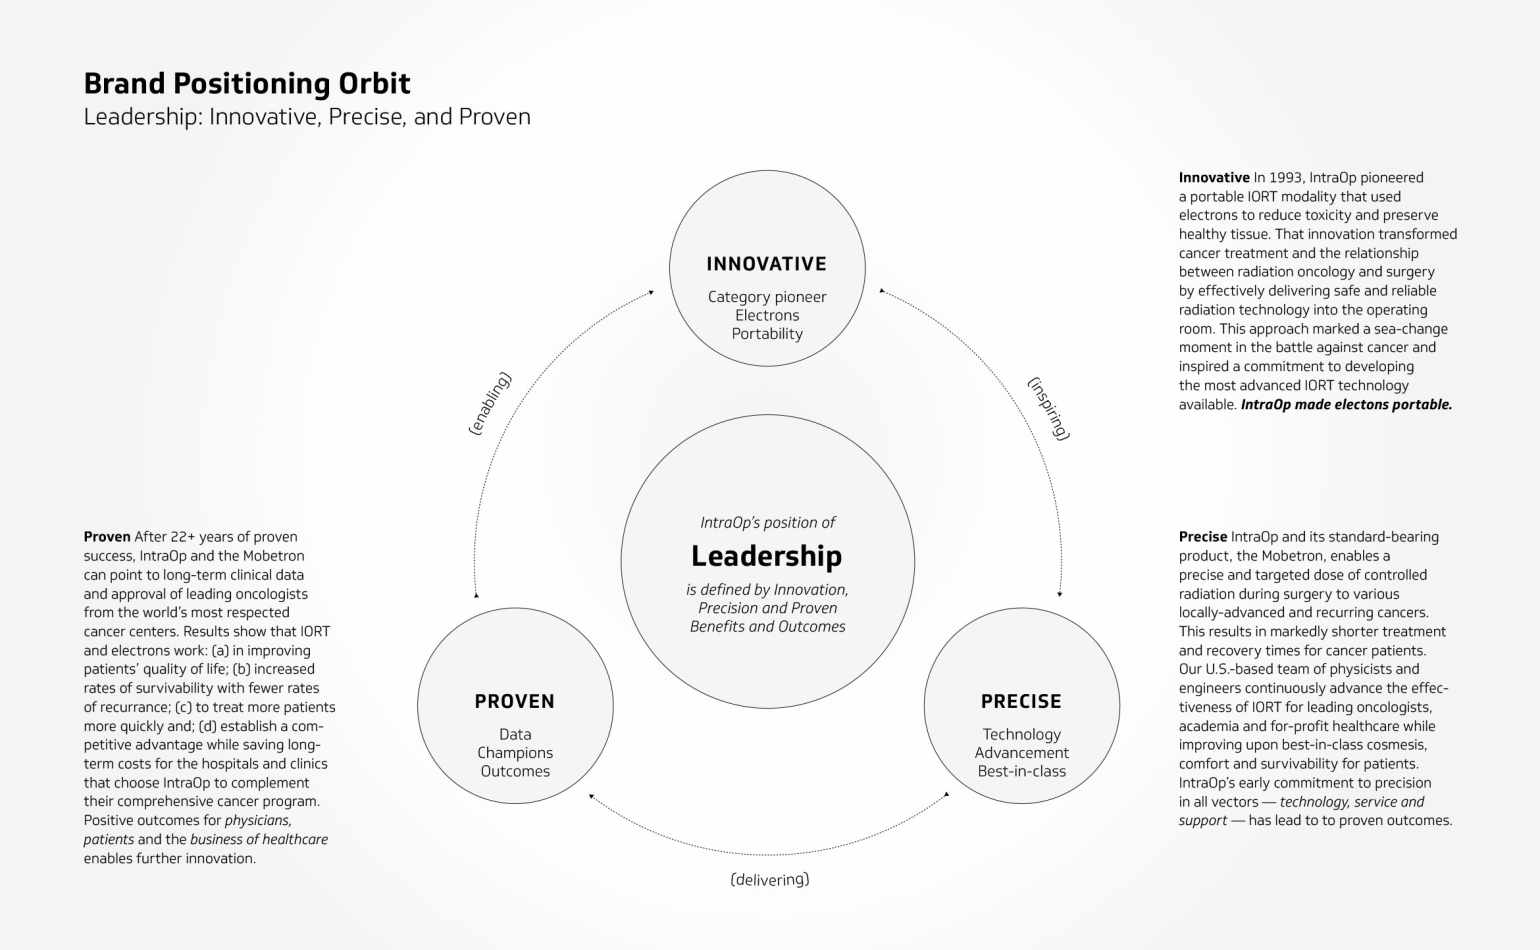 Brand Positioning Orbit
Leadership: Innovative, Precise, and Proven
INNOVATIVE
Category pioneer
Electrons
Portability
(enabling)
(inspiring)
IntraOp's position of
Leadership
is defined by Innovation,
Precision and Proven
Benefits and Outcomes
PROVEN
Data
Champions
Outcomes
PRECISE
Technology
Advancement
Best-in-class
(delivering)
Innovative In 1993, IntraOp pioneered
a portable IORT modality that used
electrons to reduce toxicity and preserve
healthy tissue. That innovation transformed
cancer treatment and the relationship
between radiation oncology and surgery
by effectively delivering safe and reliable
radiation technology into the operating
room. This approach marked a sea-change
moment in the battle against cancer and
inspired a commitment to developing
the most advanced IORT technology
available. IntraOp made electons portable.
Proven After 22+ years of proven
success, IntraOp and the Mobetron
can point to long-term clinical data
and approval of leading oncologists
from the world's most respected
cancer centers. Results show that IORT
and electrons work: (a) in improving
patients' quality of life; (b) increased
rates of survivability with fewer rates
of recurrance; (c) to treat more patients
more quickly and; (d) establish a com-
petitive advantage while saving long-
term costs for the hospitals and clinics
that choose IntraOp to complement
their comprehensive cancer program.
Positive outcomes for physicians,
patients and the business of healthcare
enables further innovation.
Precise IntraOp and its standard-bearing
product, the Mobetron, enables a
precise and targeted dose of controlled
radiation during surgery to various
locally-advanced and recurring cancers.
This results in markedly shorter treatment
and recovery times for cancer patients.
Our U.S.-based team of physicists and
engineers continuously advance the effec-
tiveness of IORT for leading oncologists,
academia and for-profit healthcare while
improving upon best-in-class cosmesis,
comfort and survivability for patients.
IntraOp's early commitment to precision
in all vectors — technology, service and
support — has lead to to proven outcomes.